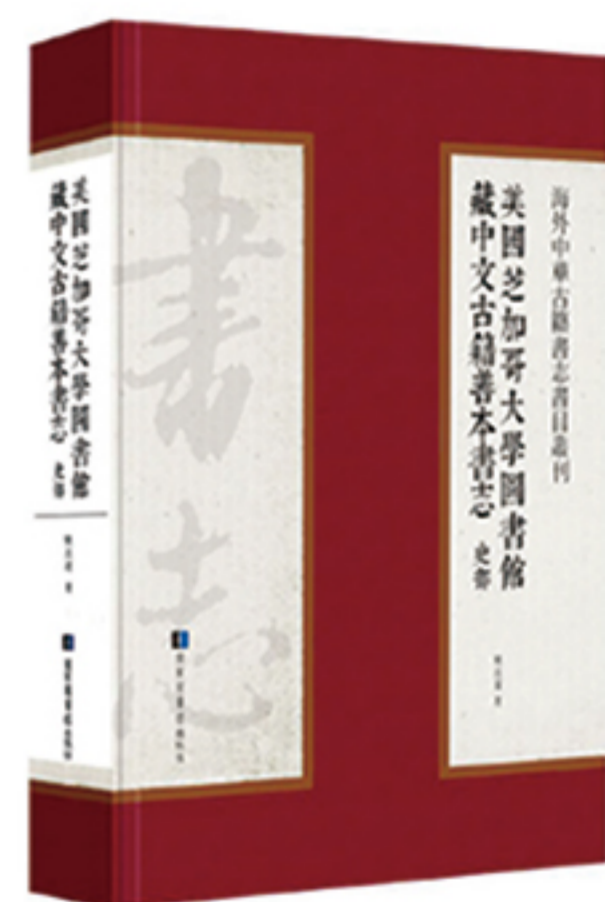 海外中華古籍書志書目叢刊
美國芝加哥大學圖書館
藏中文古籍善本書志 史部
書志
美國芝加哥大學圖書館
藏中文古籍善本書志 史部